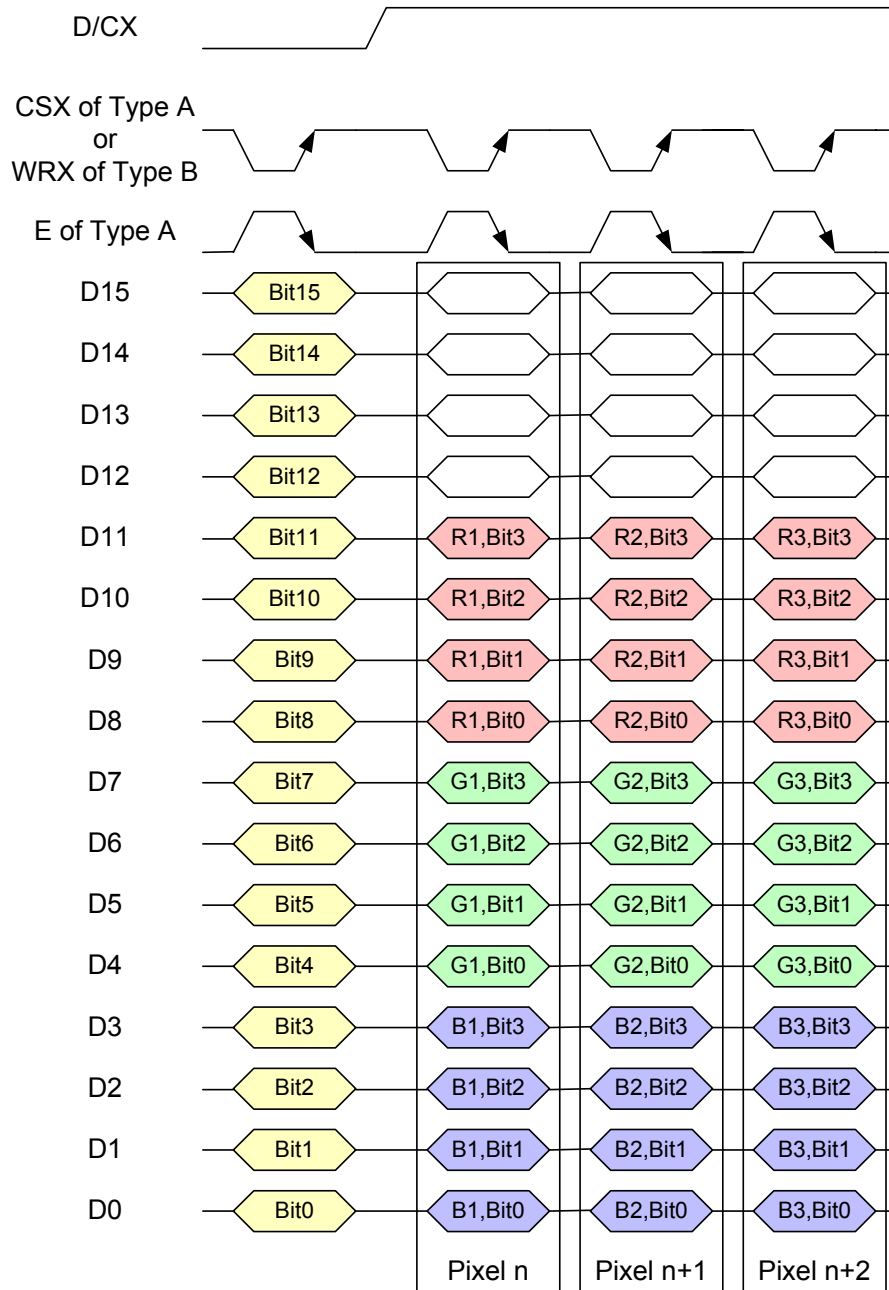 D/CX
CSX of Type A
or
WRX of Type B
E of Type A
D15 Bit15
D14 Bit14
D13 Bit13
D12 Bit12
D11 Bit11 R1,Bit3 R2,Bit3 R3,Bit3
D10 Bit10 R1,Bit2 R2,Bit2 R3,Bit2
D9 Bit9 R1,Bit1 R2,Bit1 R3,Bit1
D8 Bit8 R1,Bit0 R2,Bit0 R3,Bit0
D7 Bit7 G1,Bit3 G2,Bit3 G3,Bit3
D6 Bit6 G1,Bit2 G2,Bit2 G3,Bit2
D5 Bit5 G1,Bit1 G2,Bit1 G3,Bit1
D4 Bit4 G1,Bit0 G2,Bit0 G3,Bit0
D3 Bit3 B1,Bit3 B2,Bit3 B3,Bit3
D2 Bit2 B1,Bit2 B2,Bit2 B3,Bit2
D1 Bit1 B1,Bit1 B2,Bit1 B3,Bit1
D0 Bit0 B1,Bit0 B2,Bit0 B3,Bit0
Pixel n Pixel n+1 Pixel n+2